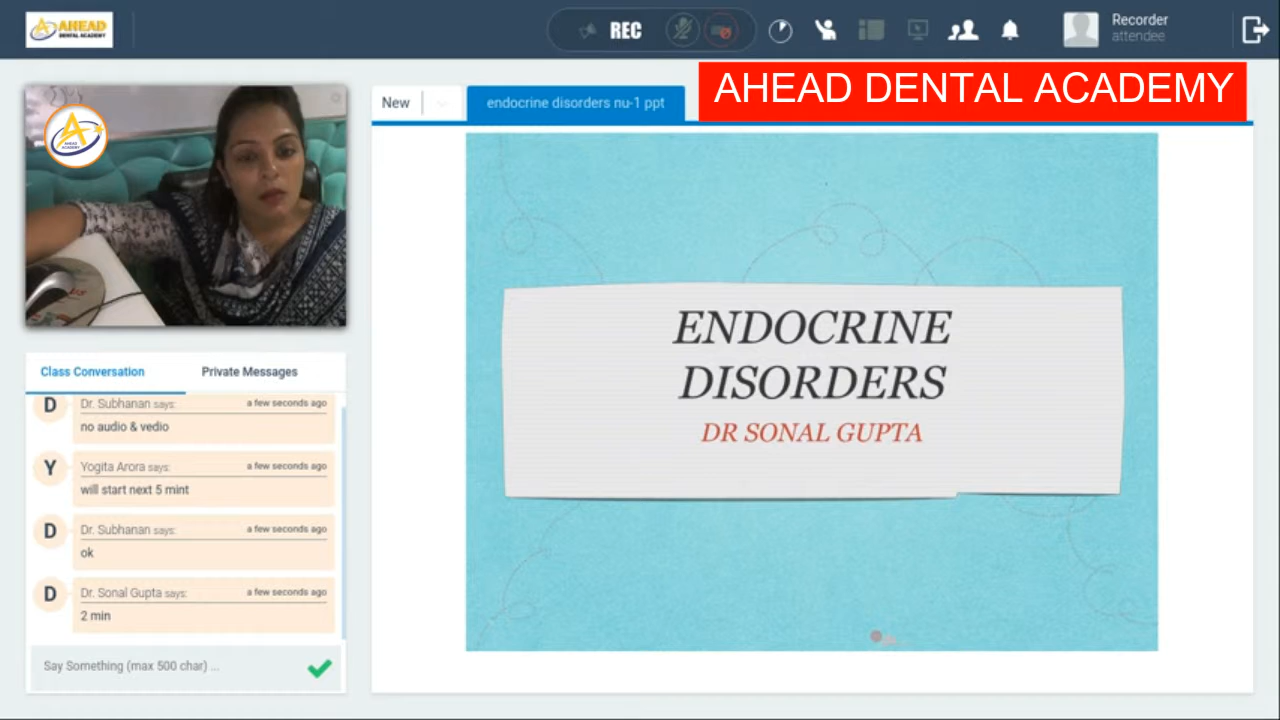 AHEAD
DENTAL ACADEMY
REC
Recorder
attendee
AHEAD DENTAL ACADEMY
New
endocrine disorders nu-1 ppt
A
AHEAD
ACADEMY
ENDOCRINE
DISORDERS
DR SONAL GUPTA
Class Conversation Private Messages
D Dr. Subhanan says: a few seconds ago
no audio & vedio
Y Yogita Arora says: a few seconds ago
will start next 5 mint
D Dr. Subhanan says: a few seconds ago
ok
D Dr. Sonal Gupta says: a few seconds ago
2 min
Say Something (max 500 char) ...